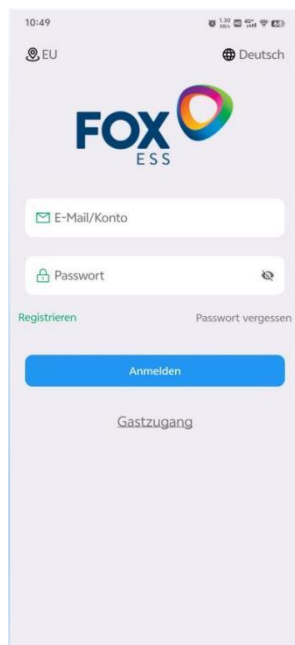 10:49
EU
Deutsch
FOX
ESS
E-Mail/Konto
Passwort
Registrieren
Passwort vergessen
Anmelden
Gastzugang